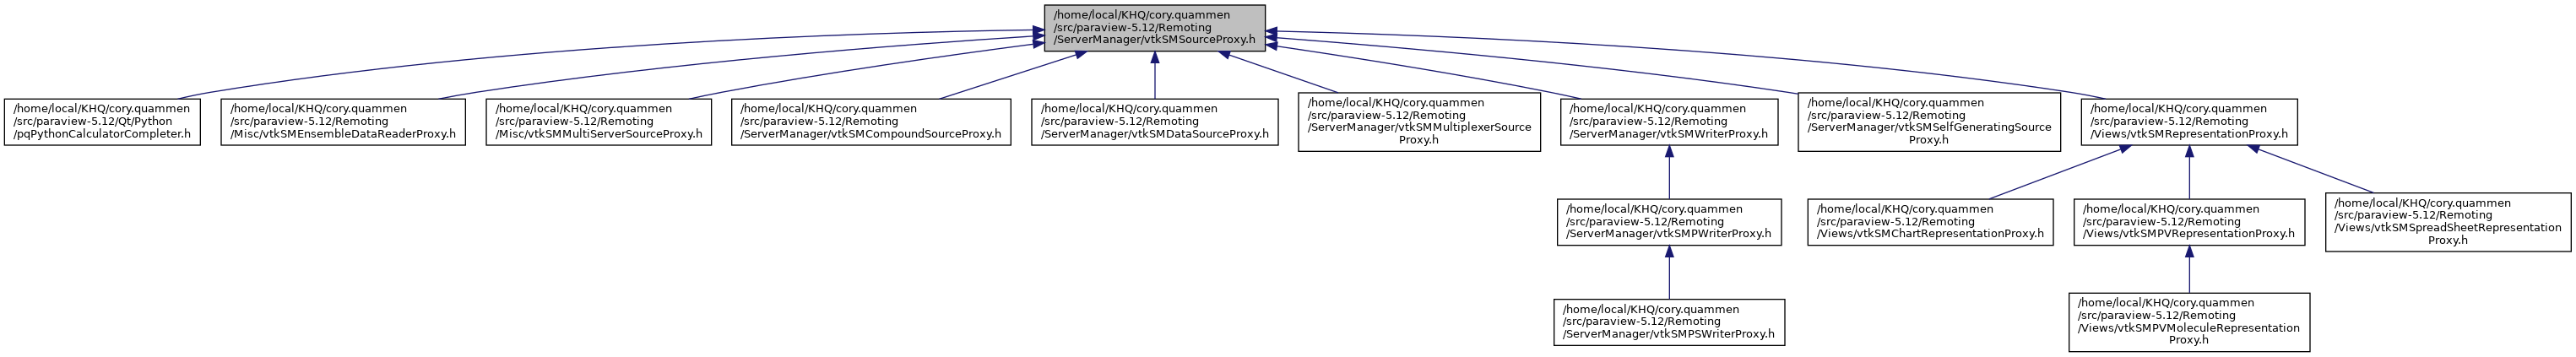 /home/local/KHQ/cory.quammen
/src/paraview-5.12/Remoting
/ServerManager/vtkSMSourceProxy.h
/home/local/KHQ/cory.quammen
/src/paraview-5.12/Qt/Python
/pqPythonCalculatorCompleter.h
/home/local/KHQ/cory.quammen
/src/paraview-5.12/Remoting
/Misc/vtkSMEnsembleDataReaderProxy.h
/home/local/KHQ/cory.quammen
/src/paraview-5.12/Remoting
/Misc/vtkSMMultiServerSourceProxy.h
/home/local/KHQ/cory.quammen
/src/paraview-5.12/Remoting
/ServerManager/vtkSMCompoundSourceProxy.h
/home/local/KHQ/cory.quammen
/src/paraview-5.12/Remoting
/ServerManager/vtkSMDataSourceProxy.h
/home/local/KHQ/cory.quammen
/src/paraview-5.12/Remoting
/ServerManager/vtkSMMultiplexerSource
Proxy.h
/home/local/KHQ/cory.quammen
/src/paraview-5.12/Remoting
/ServerManager/vtkSMWriterProxy.h
/home/local/KHQ/cory.quammen
/src/paraview-5.12/Remoting
/ServerManager/vtkSMSelfGeneratingSource
Proxy.h
/home/local/KHQ/cory.quammen
/src/paraview-5.12/Remoting
/Views/vtkSMRepresentationProxy.h
/home/local/KHQ/cory.quammen
/src/paraview-5.12/Remoting
/ServerManager/vtkSMPWriterProxy.h
/home/local/KHQ/cory.quammen
/src/paraview-5.12/Remoting
/Views/vtkSMChartRepresentationProxy.h
/home/local/KHQ/cory.quammen
/src/paraview-5.12/Remoting
/Views/vtkSMPVRepresentationProxy.h
/home/local/KHQ/cory.quammen
/src/paraview-5.12/Remoting
/Views/vtkSMSpreadSheetRepresentation
Proxy.h
/home/local/KHQ/cory.quammen
/src/paraview-5.12/Remoting
/ServerManager/vtkSMPSWriterProxy.h
/home/local/KHQ/cory.quammen
/src/paraview-5.12/Remoting
/Views/vtkSMPVMoleculeRepresentation
Proxy.h